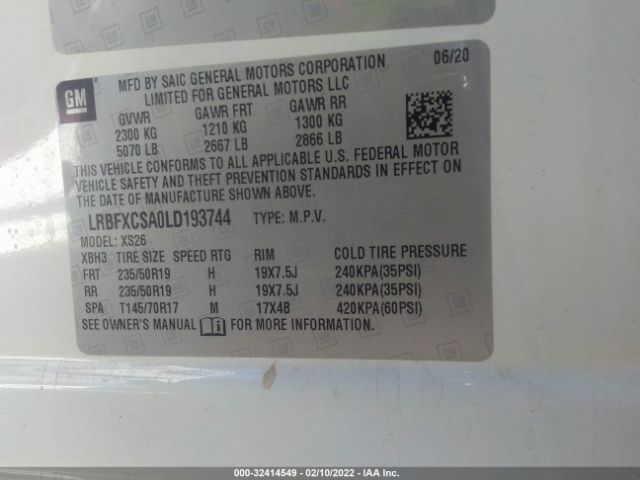 GM
MFD BY SAIC GENERAL MOTORS CORPORATION 06/20
LIMITED FOR GENERAL MOTORS LLC
GVWR GAWR FRT GAWR RR
2300 KG 1210 KG 1300 KG
5070 LB 2667 LB 2866 LB
THIS VEHICLE CONFORMS TO ALL APPLICABLE U.S. FEDERAL MOTOR
VEHICLE SAFETY AND THEFT PREVENTION STANDARDS IN EFFECT ON
THE DATE OF MANUFACTURE SHOWN ABOVE.
LRBFXCSA0LD193744 TYPE: M.P.V.
MODEL: XS26
XBH3 TIRE SIZE SPEED RTG RIM COLD TIRE PRESSURE
FRT 235/50R19 H 19X7.5J 240KPA(35PSI)
RR 235/50R19 H 19X7.5J 240KPA(35PSI)
SPA T145/70R17 M 17X4B 420KPA(60PSI)
SEE OWNER'S MANUAL FOR MORE INFORMATION.
000-32414549 - 02/10/2022 - IAA Inc.